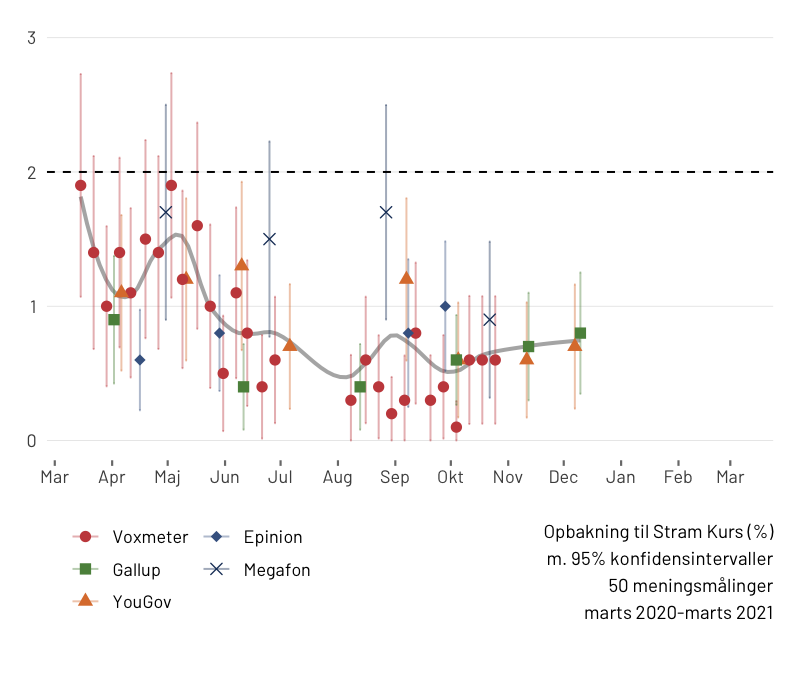 3
2
1
0
Mar Apr Maj Jun Jul Aug Sep Okt Nov Dec Jan Feb Mar
Voxmeter Epinion
Gallup Megafon
YouGov
Opbakning til Stram Kurs (%)
m. 95% konfidensintervaller
50 meningsmålinger
marts 2020-marts 2021